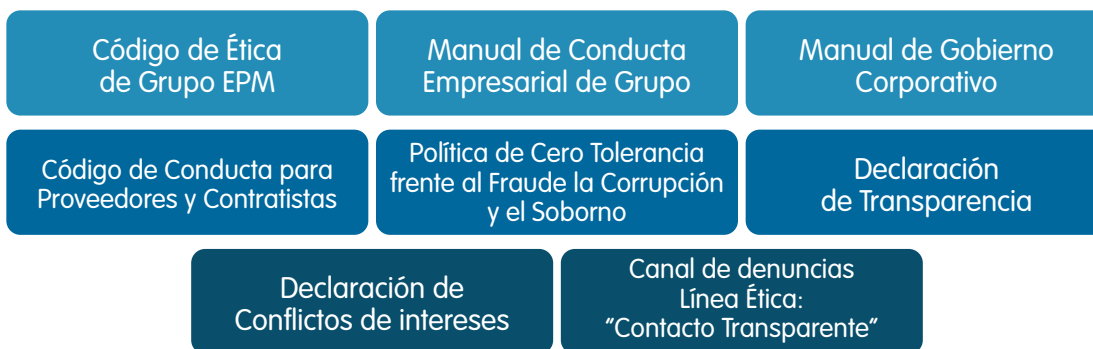 Código de Ética
de Grupo EPM
Manual de Conducta
Empresarial de Grupo
Manual de Gobierno
Corporativo
Código de Conducta para
Proveedores y Contratistas
Política de Cero Tolerancia
frente al Fraude la Corrupción
y el Soborno
Declaración
de Transparencia
Declaración de
Conflictos de intereses
Canal de denuncias
Línea Ética:
"Contacto Transparente"